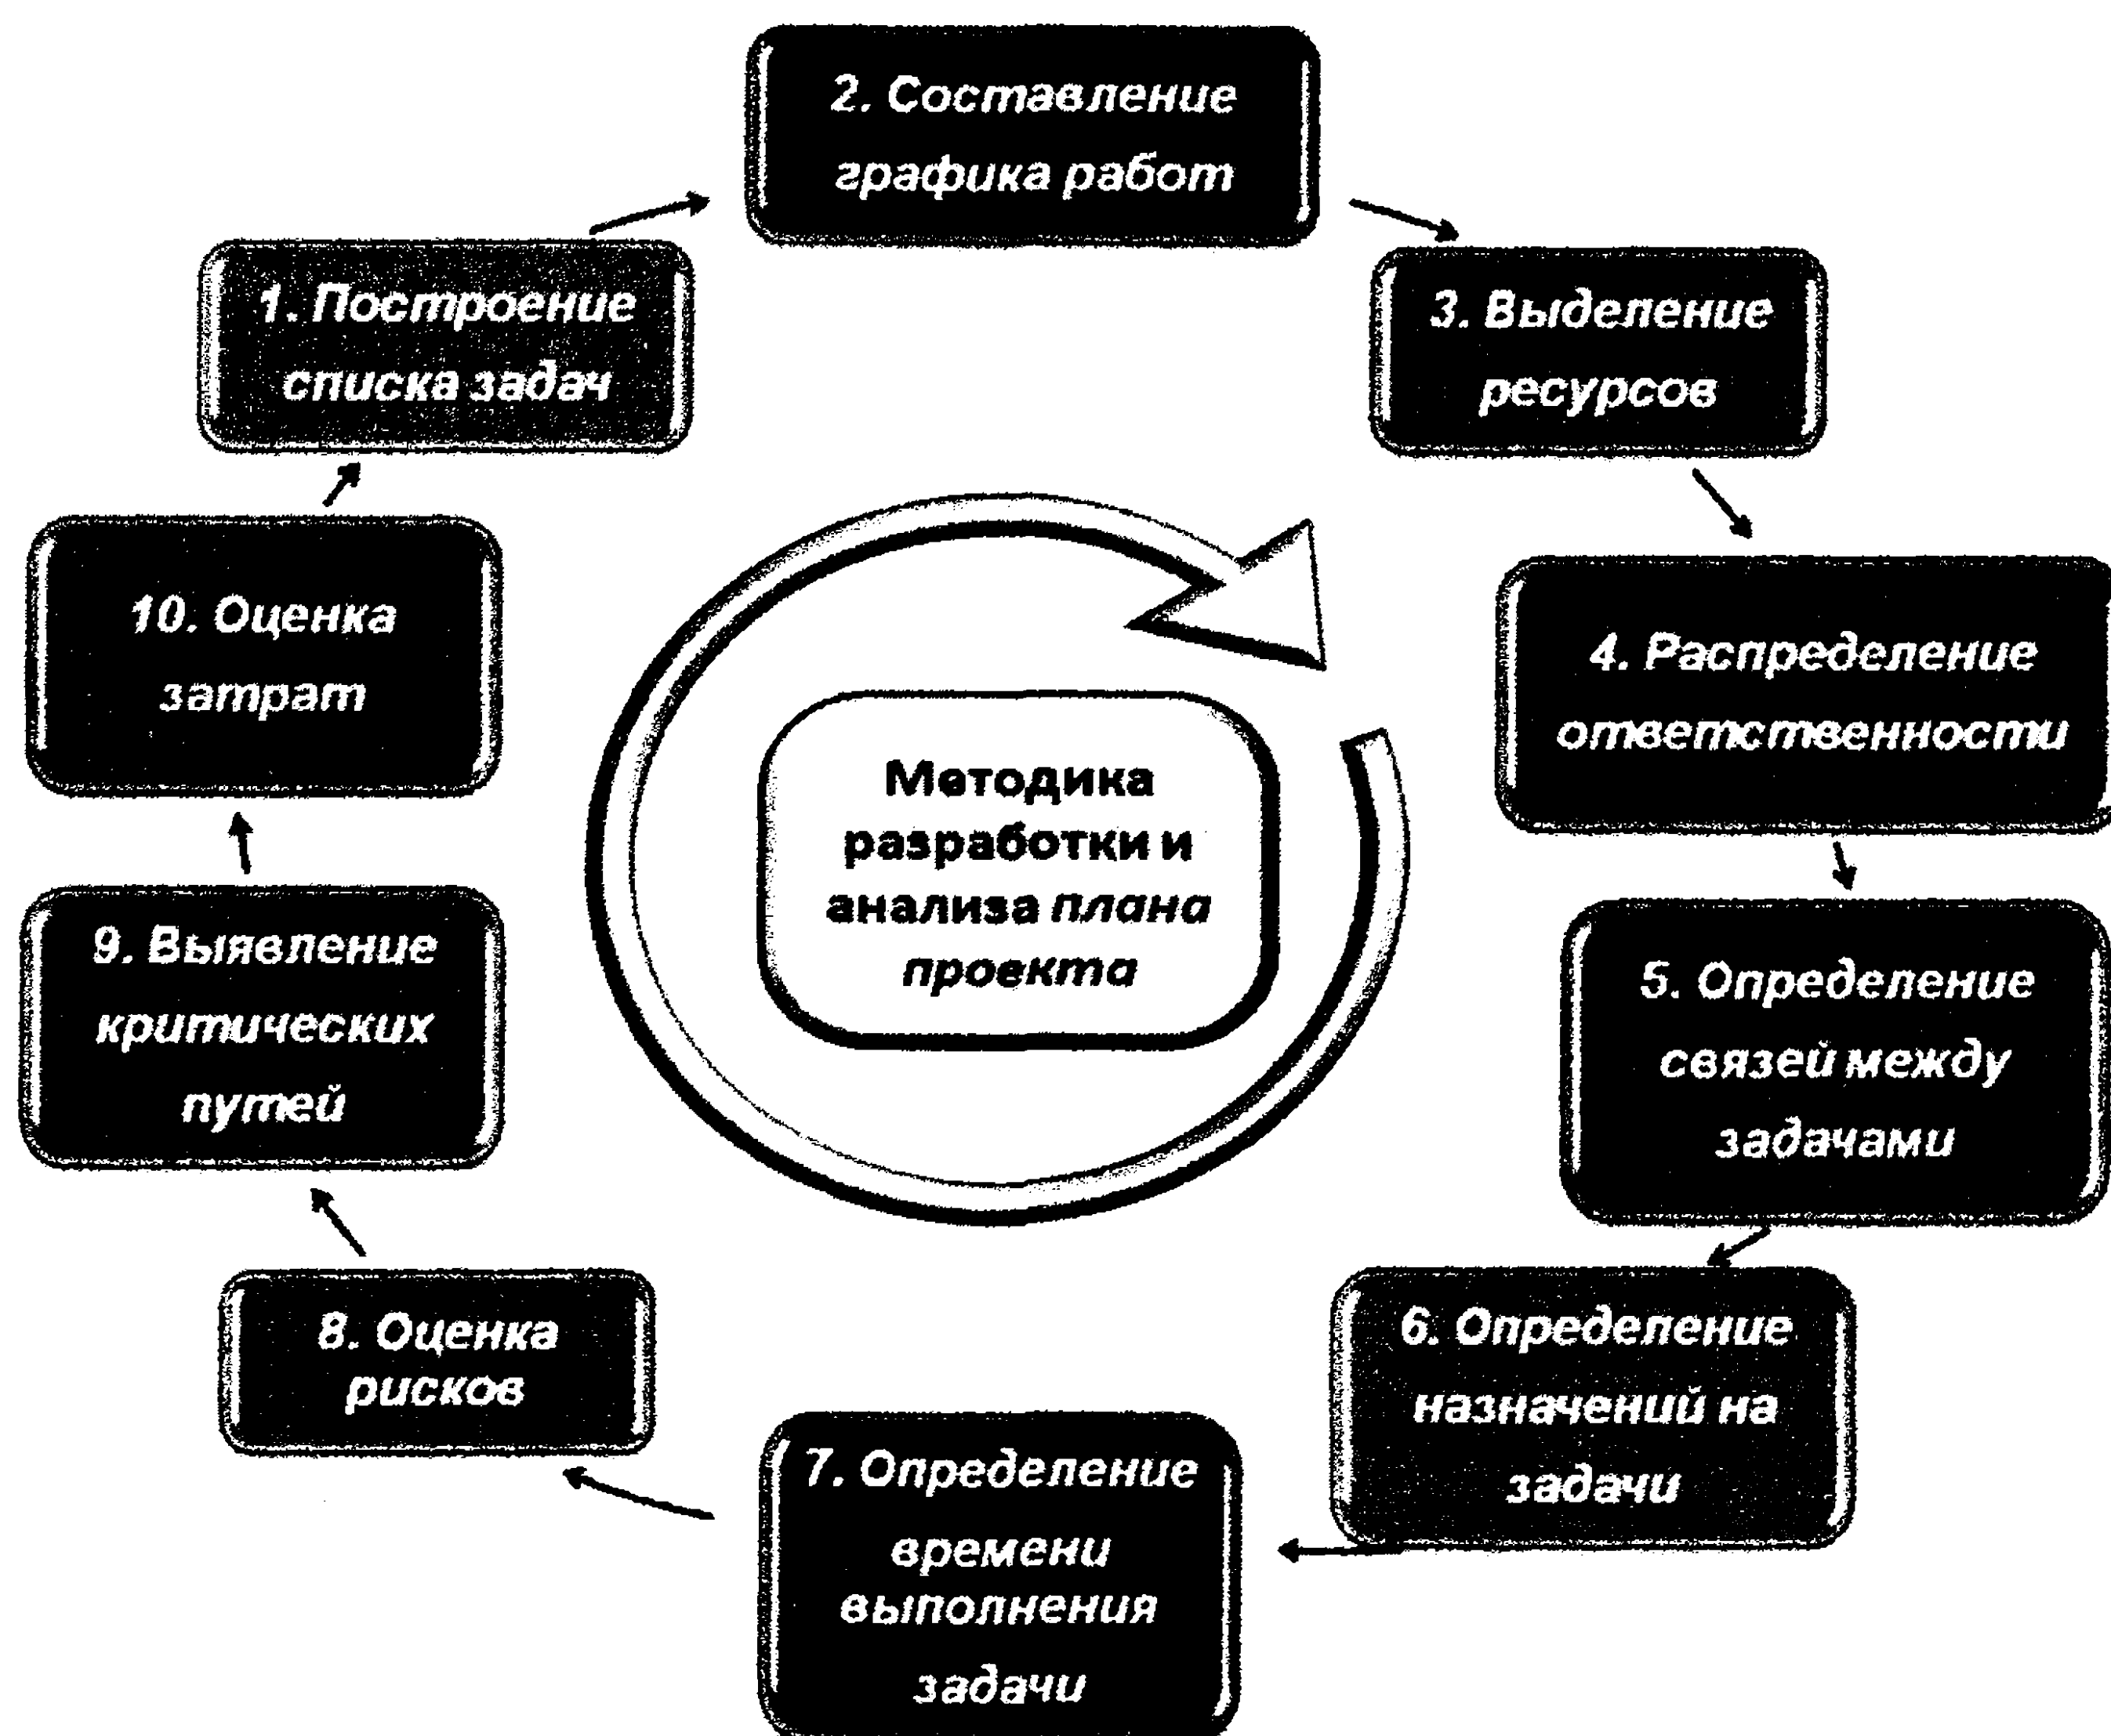 1. Построение
списка задач
2. Составление
графика работ
3. Выделение
ресурсов
4. Распределение
ответственности
5. Определение
связей между
задачами
6. Определение
назначений на
задачи
7. Определение
времени
выполнения
задачи
8. Оценка
рисков
9. Выявление
критических
путей
10. Оценка
затрат
Методика
разработки и
анализа плана
проекта